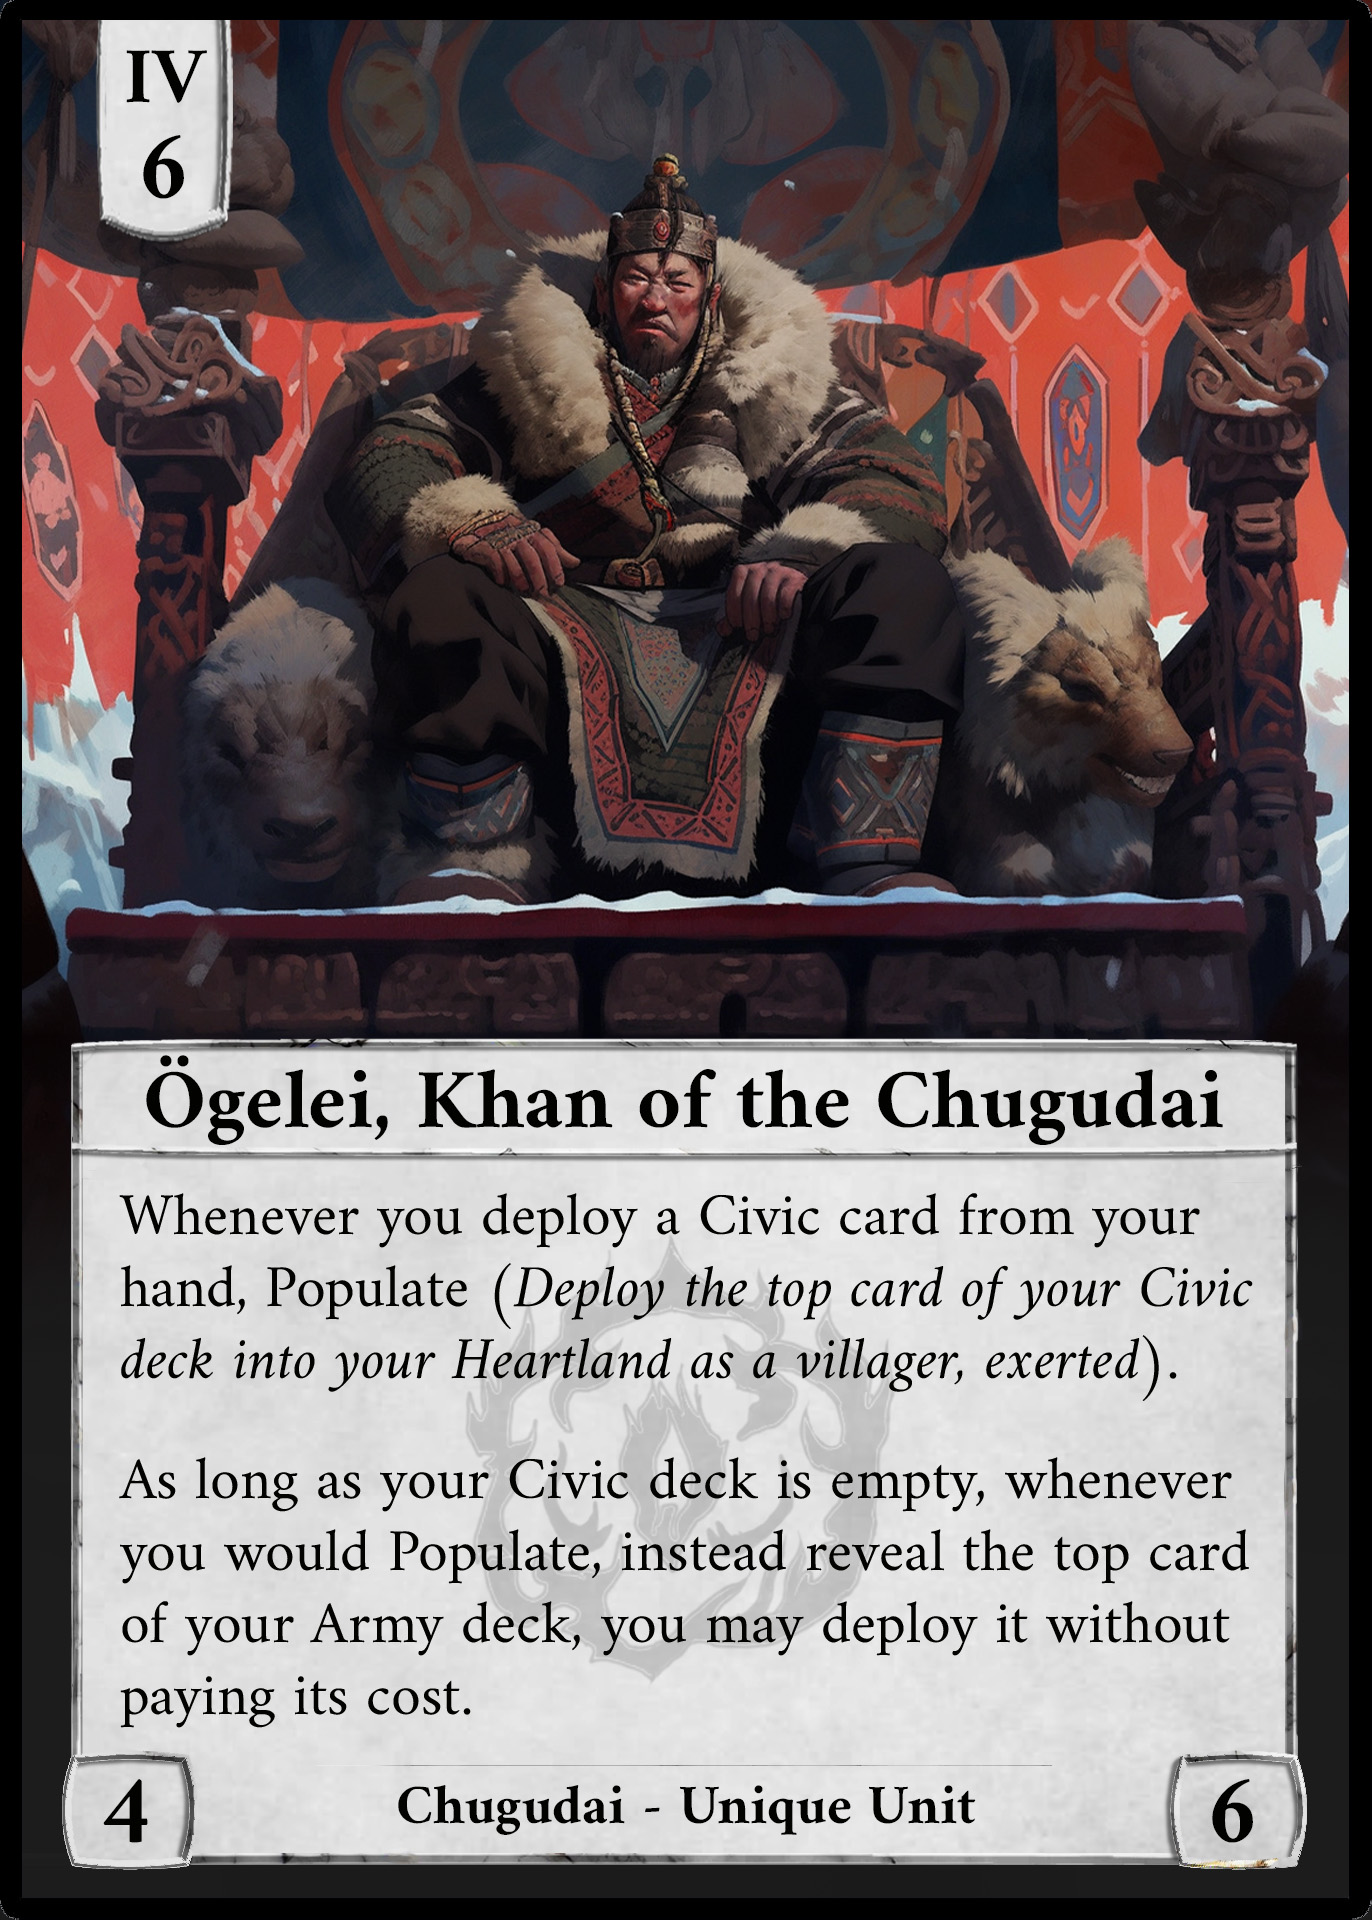 IV
6
Ögelei, Khan of the Chugudai
Whenever you deploy a Civic card from your
hand, Populate (Deploy the top card of your Civic
deck into your Heartland as a villager, exerted).
As long as your Civic deck is empty, whenever
you would Populate, instead reveal the top card
of your Army deck, you may deploy it without
paying its cost.
4
Chugudai - Unique Unit
6